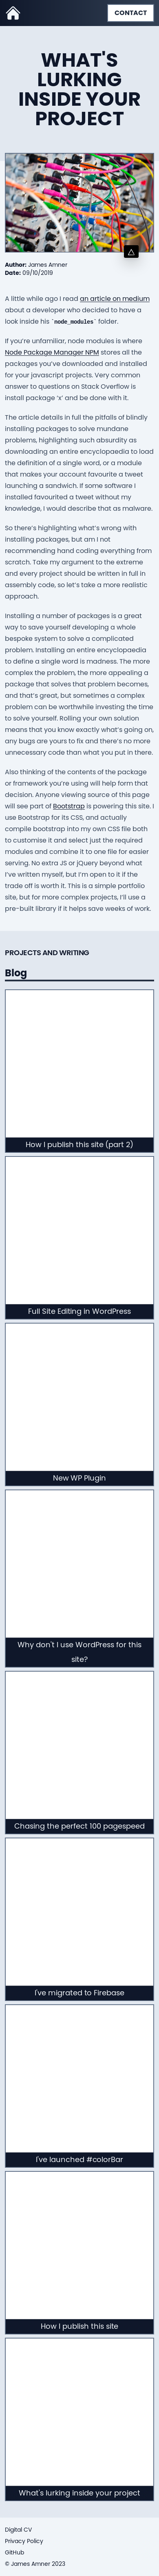 CONTACT
WHAT'S
LURKING
INSIDE YOUR
PROJECT
Author: James Amner
Date: 09/10/2019
A little while ago I read an article on medium
about a developer who decided to have a
look inside his `node_modules` folder.
If you're unfamiliar, node modules is where
Node Package Manager NPM stores all the
packages you've downloaded and installed
for your javascript projects. Very common
answer to questions on Stack Overflow is
install package 'x' and be done with it.
The article details in full the pitfalls of blindly
installing packages to solve mundane
problems, highlighting such absurdity as
downloading an entire encyclopaedia to load
the definition of a single word, or a module
that makes your account favourite a tweet
launching a sandwich. If some software I
installed favourited a tweet without my
knowledge, I would describe that as malware.
So there's highlighting what's wrong with
installing packages, but am I not
recommending hand coding everything from
scratch. Take my argument to the extreme
and every project should be written in full in
assembly code, so let's take a more realistic
approach.
Installing a number of packages is a great
way to save yourself developing a whole
bespoke system to solve a complicated
problem. Installing an entire encyclopaedia
to define a single word is madness. The more
complex the problem, the more appealing a
package that solves that problem becomes,
and that's great, but sometimes a complex
problem can be worthwhile investing the time
to solve yourself. Rolling your own solution
means that you know exactly what's going on,
any bugs are yours to fix and there's no more
unnecessary code than what you put in there.
Also thinking of the contents of the package
or framework you're using will help form that
decision. Anyone viewing source of this page
will see part of Bootstrap is powering this site. I
use Bootstrap for its CSS, and actually
compile bootstrap into my own CSS file both
to customise it and select just the required
modules and combine it to one file for easier
serving. No extra JS or jQuery beyond what
I've written myself, but I'm open to it if the
trade off is worth it. This is a simple portfolio
site, but for more complex projects, I'll use a
pre-built library if it helps save weeks of work.
PROJECTS AND WRITING
Blog
How I publish this site (part 2)
Full Site Editing in WordPress
New WP Plugin
Why don't I use WordPress for this
site?
Chasing the perfect 100 pagespeed
I've migrated to Firebase
I've launched #colorBar
How I publish this site
What's lurking inside your project
Digital CV
Privacy Policy
GitHub
© James Amner 2023